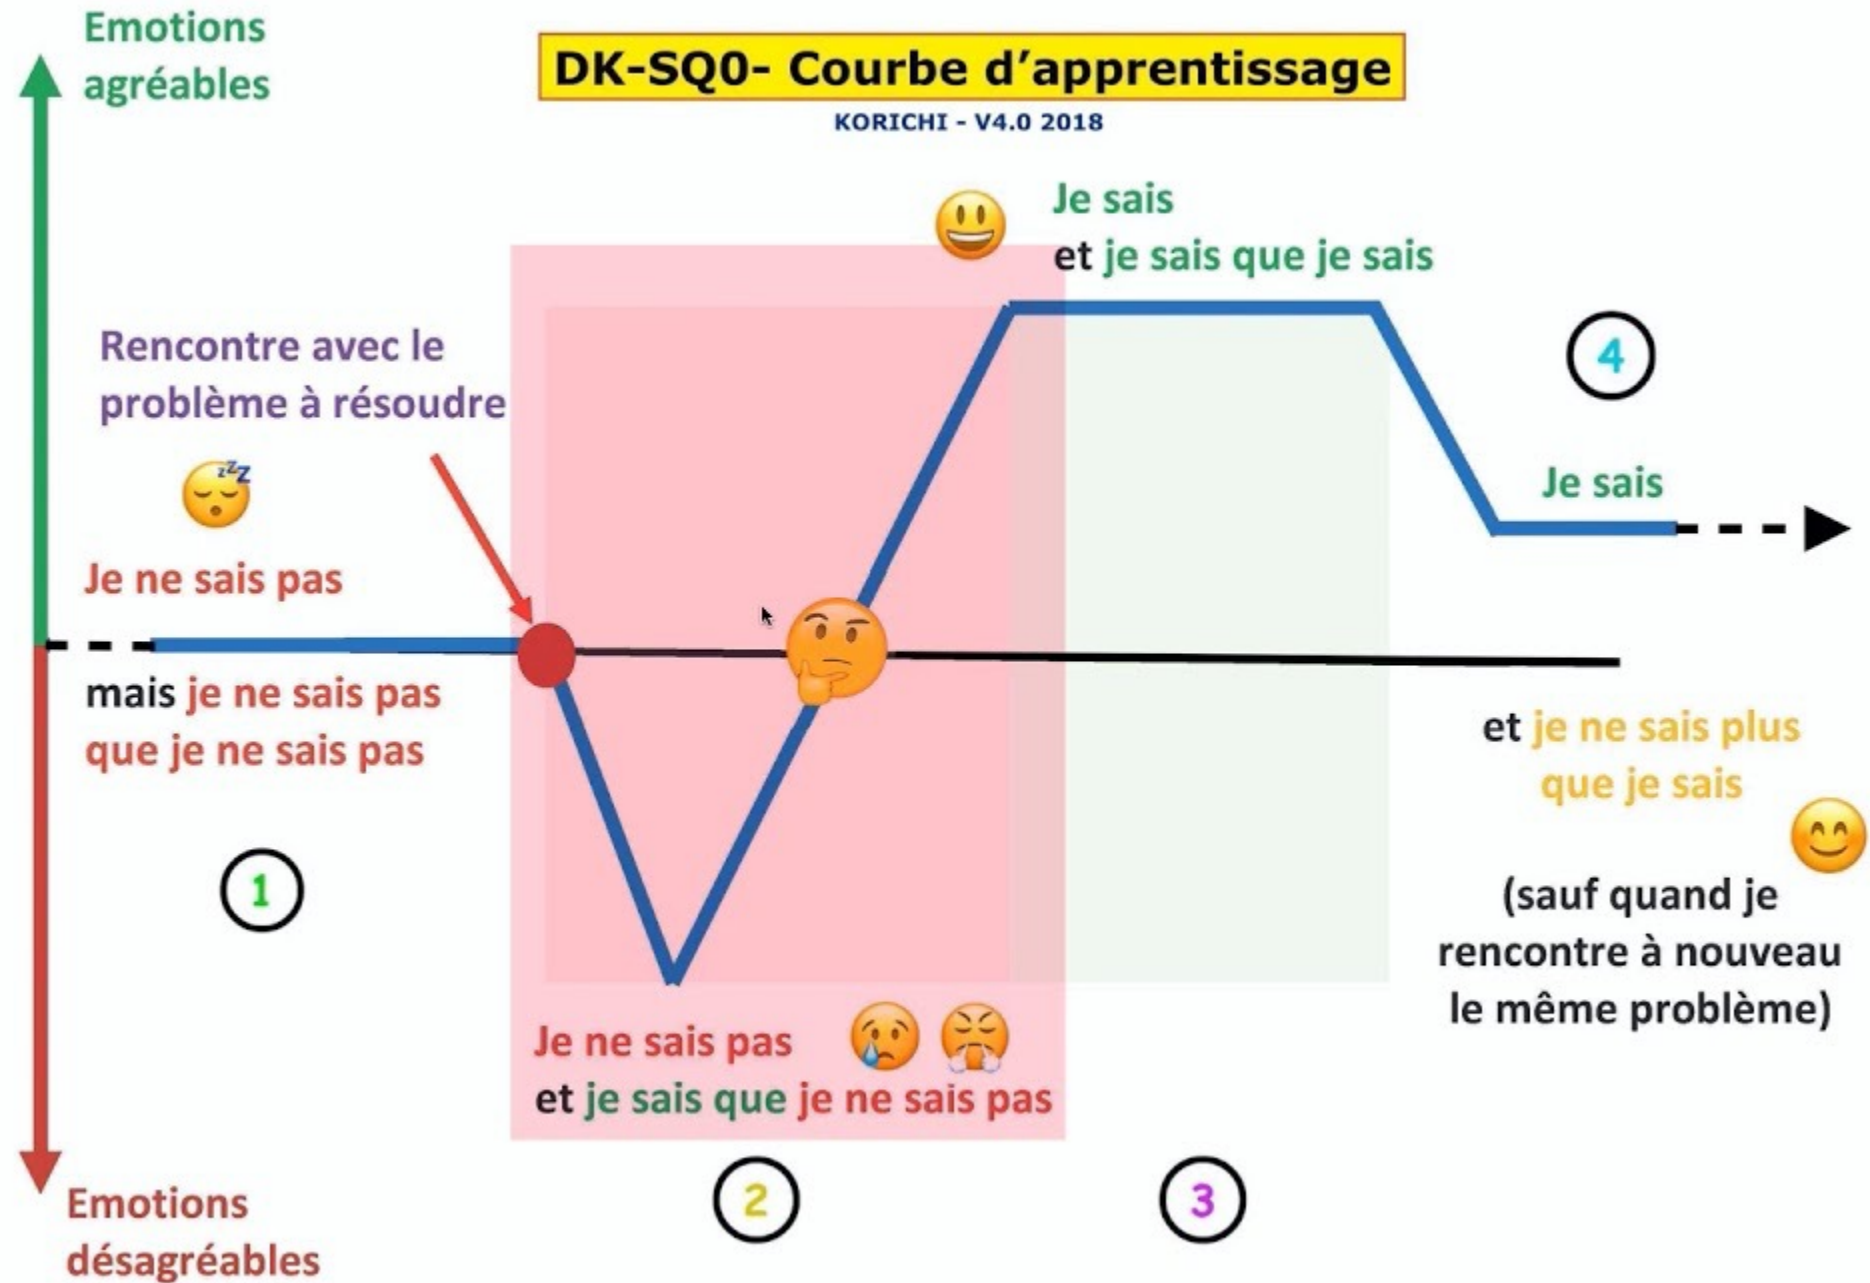 Emotions
agréables
DK-SQ0- Courbe d’apprentissage
KORICHI - V4.0 2018
Je sais
et je sais que je sais
Rencontre avec le
problème à résoudre
zzZ
4
Je sais
Je ne sais pas
mais je ne sais pas
que je ne sais pas
et je ne sais plus
que je sais
1
(sauf quand je
rencontre à nouveau
le même problème)
Je ne sais pas
et je sais que je ne sais pas
2
3
Emotions
désagréables